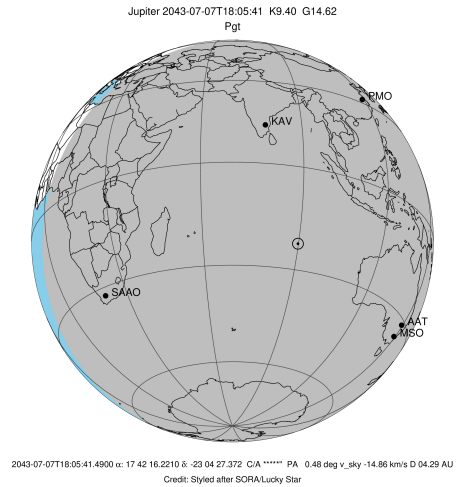 Jupiter 2043-07-07T18:05:41 K9.40 G14.62
Pgt
PMO
KAV
SAAO
AAT
MSO
2043-07-07T18:05:41.4900 α: 17 42 16.2210 δ: -23 04 27.372 C/A *****" PA 0.48 deg v_sky -14.86 km/s D 04.29 AU
Credit: Styled after SORA/Lucky Star